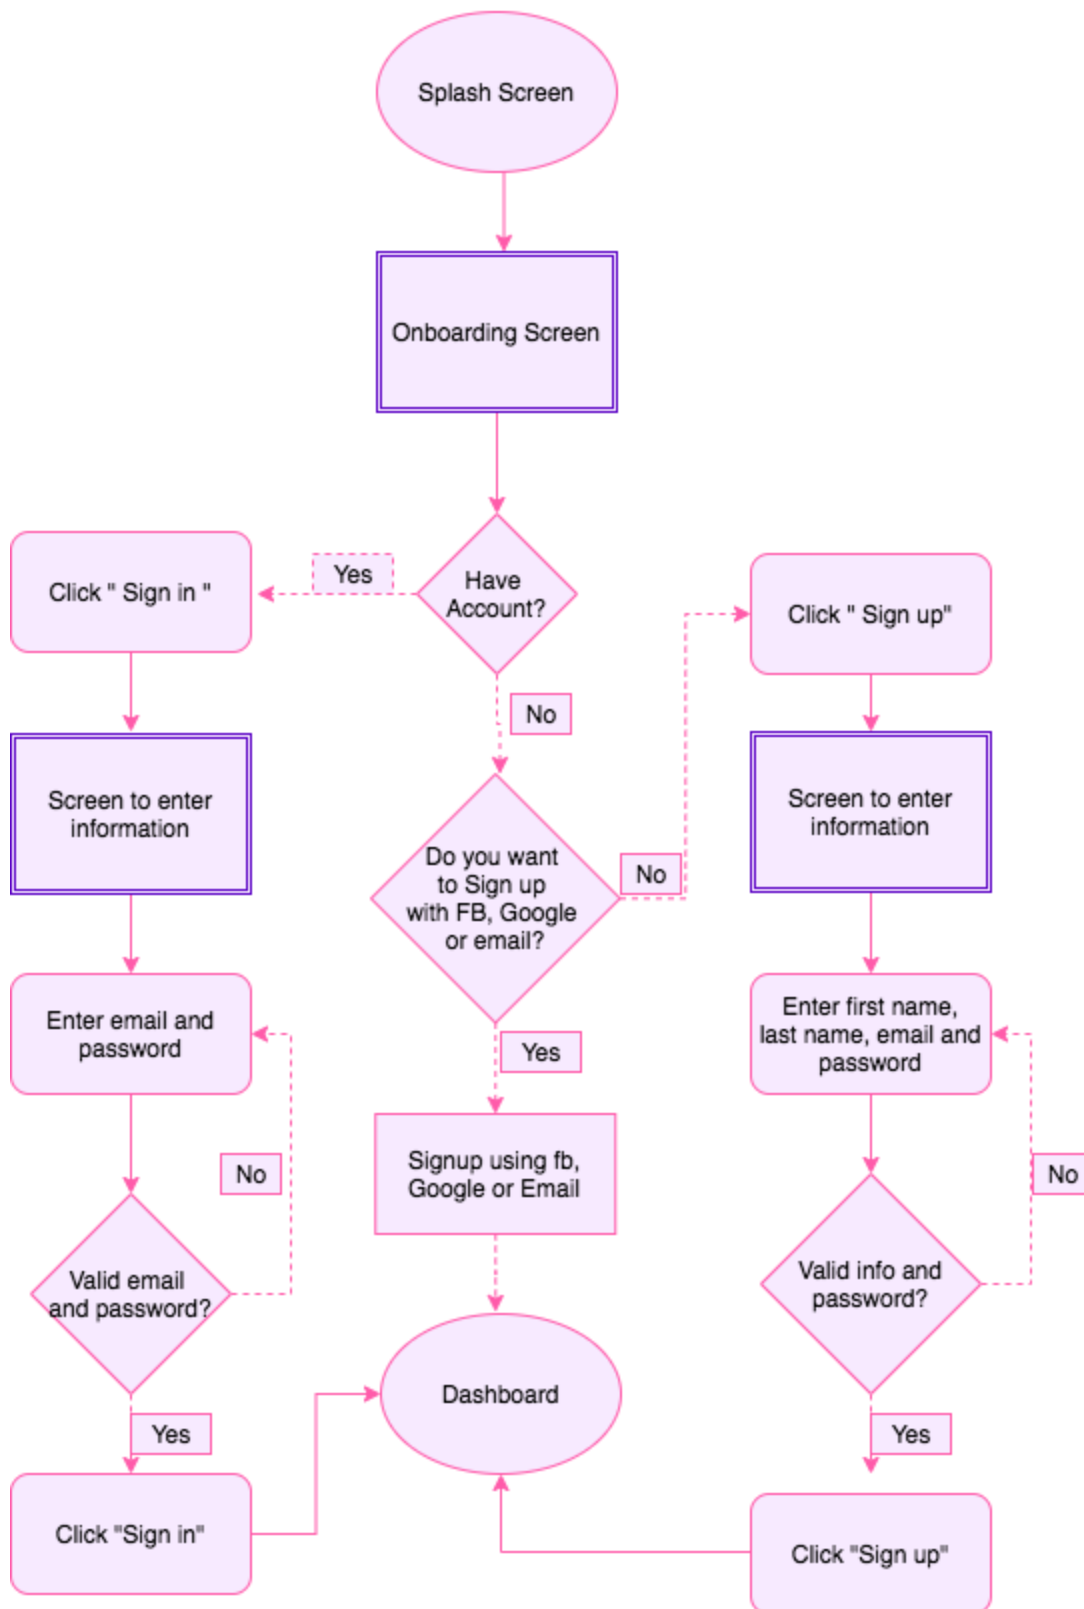 Splash Screen
Onboarding Screen
Have
Account?
Yes
Click " Sign in "
Screen to enter
information
Enter email and
password
No
Valid email
and password?
Yes
Click "Sign in"
No
Do you want
to Sign up
with FB, Google
or email?
Yes
Signup using fb,
Google or Email
Dashboard
No
Click " Sign up"
Screen to enter
information
Enter first name,
last name, email and
password
No
Valid info and
password?
Yes
Click "Sign up"